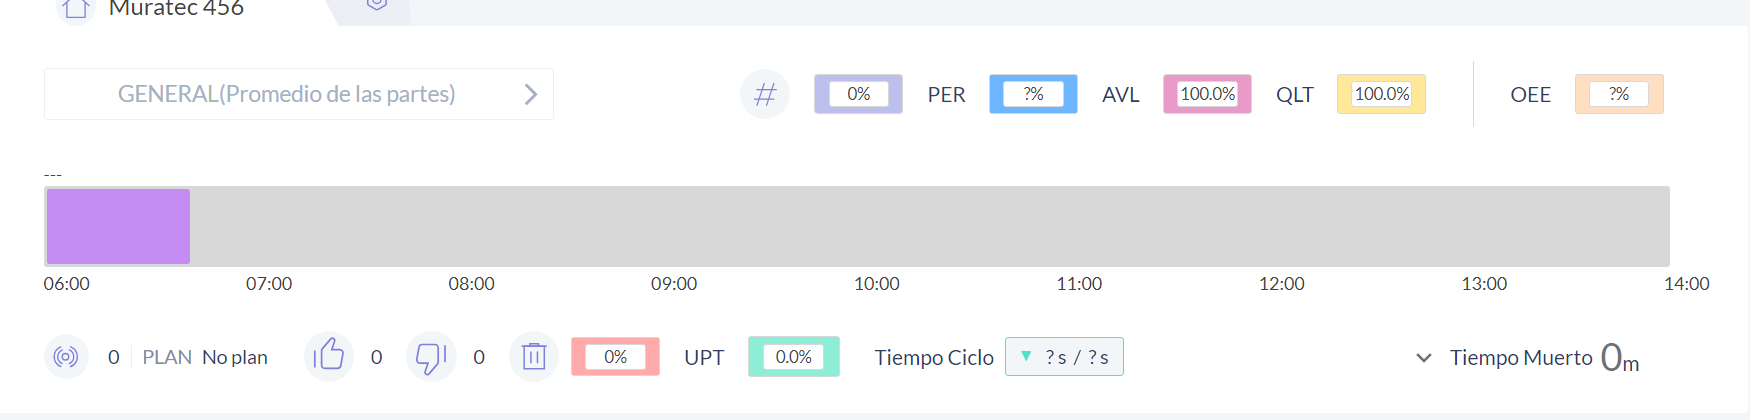 Muratec 456
GENERAL(Promedio de las partes)
# 0% PER ?% AVL 100.0% QLT 100.0% OEE ?%
---
06:00 07:00 08:00 09:00 10:00 11:00 12:00 13:00 14:00
0 PLAN No plan 0 0 0% UPT 0.0% Tiempo Ciclo ▼ ?s / ?s Tiempo Muerto 0m